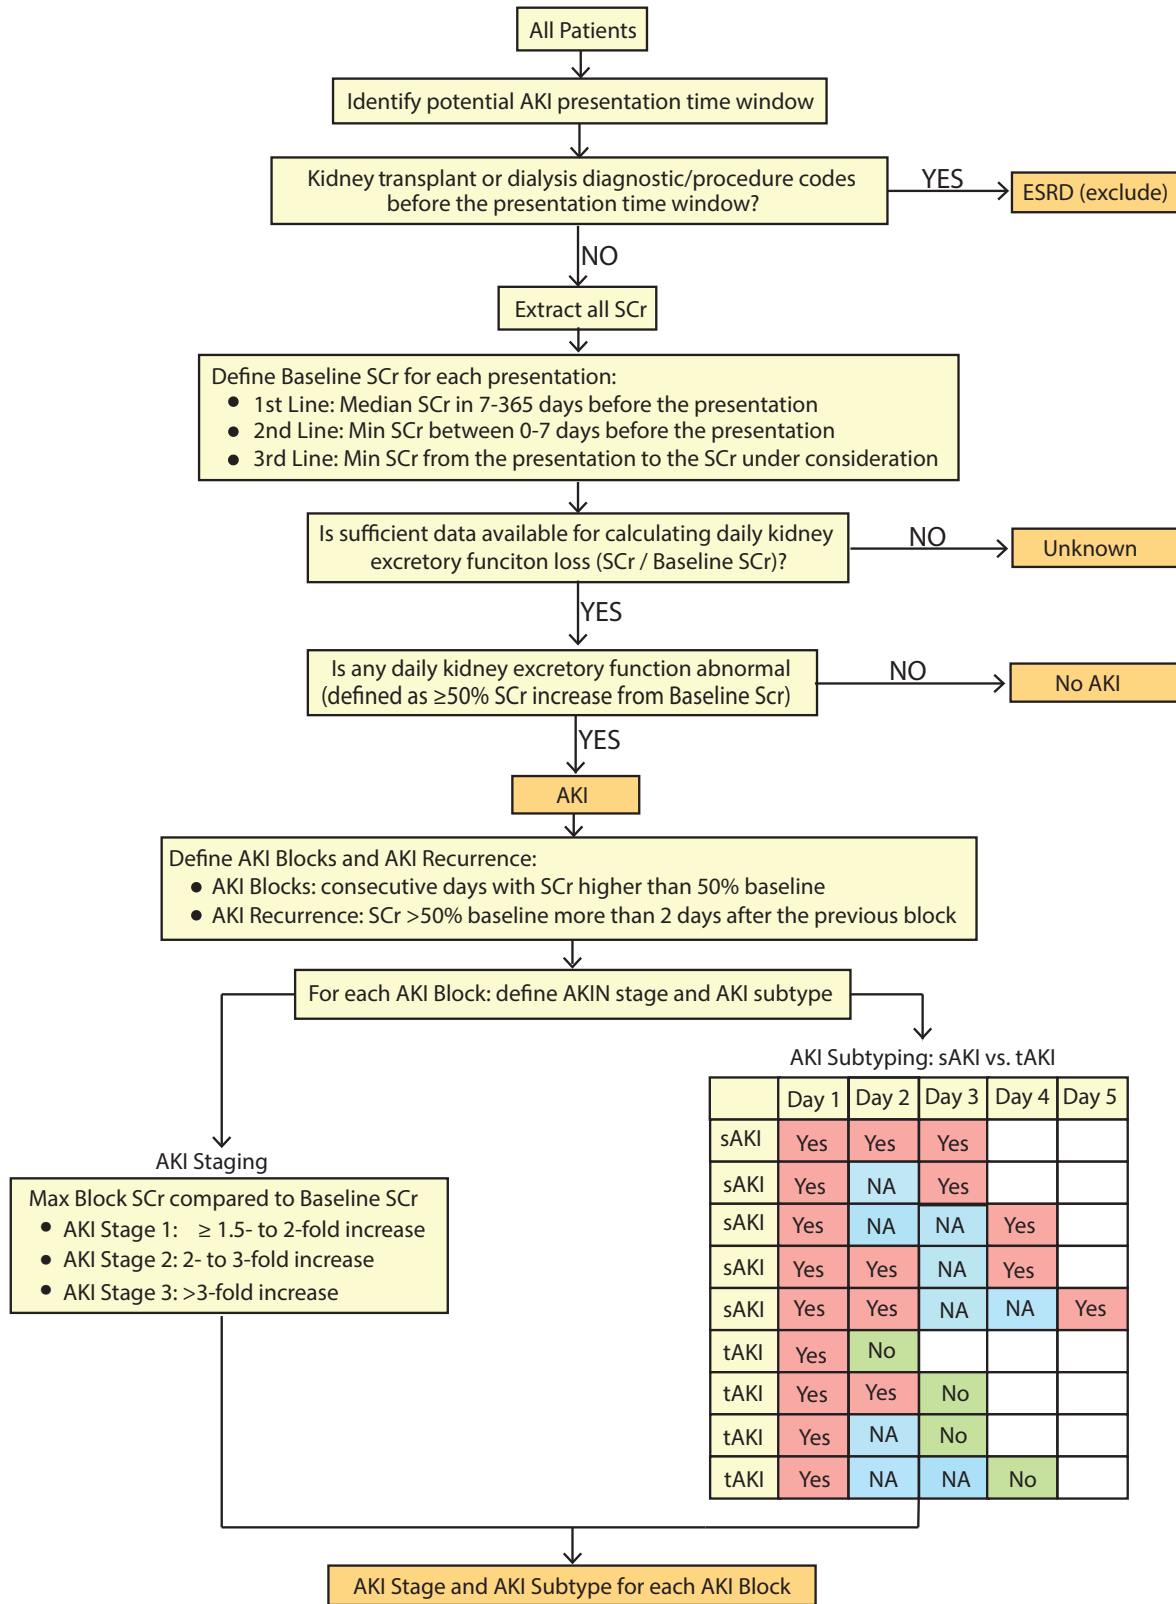 All Patients
Identify potential AKI presentation time window
Kidney transplant or dialysis diagnostic/procedure codes
before the presentation time window?
YES
ESRD (exclude)
NO
Extract all SCr
Define Baseline SCr for each presentation:
• 1st Line: Median SCr in 7-365 days before the presentation
• 2nd Line: Min SCr between 0-7 days before the presentation
• 3rd Line: Min SCr from the presentation to the SCr under consideration
Is sufficient data available for calculating daily kidney
excretory funciton loss (SCr / Baseline SCr)?
NO
Unknown
YES
Is any daily kidney excretory function abnormal
(defined as ≥50% SCr increase from Baseline Scr)
NO
No AKI
YES
AKI
Define AKI Blocks and AKI Recurrence:
• AKI Blocks: consecutive days with SCr higher than 50% baseline
• AKI Recurrence: SCr >50% baseline more than 2 days after the previous block
For each AKI Block: define AKIN stage and AKI subtype
AKI Staging
Max Block SCr compared to Baseline SCr
• AKI Stage 1: ≥ 1.5- to 2-fold increase
• AKI Stage 2: 2- to 3-fold increase
• AKI Stage 3: >3-fold increase
AKI Subtyping: sAKI vs. tAKI
Day 1 Day 2 Day 3 Day 4 Day 5
sAKI Yes Yes Yes
sAKI Yes NA Yes
sAKI Yes NA NA Yes
sAKI Yes Yes NA Yes
sAKI Yes Yes NA NA Yes
tAKI Yes No
tAKI Yes Yes No
tAKI Yes NA No
tAKI Yes NA NA No
AKI Stage and AKI Subtype for each AKI Block